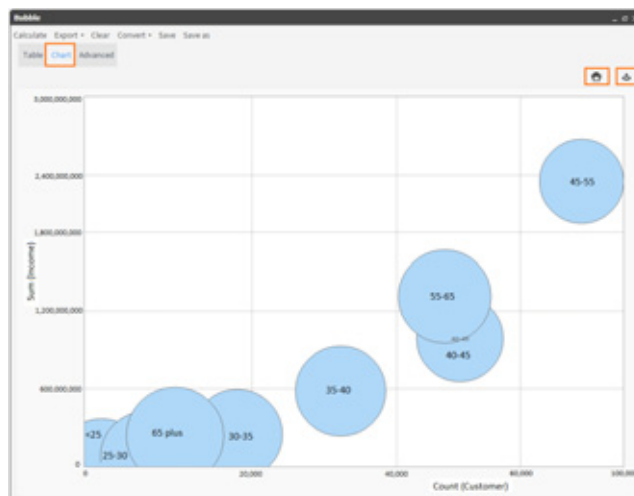 Bubble
Calculate Export Clear Convert Save Save as
Table Chart Advanced
3,000,000,000
2,400,000,000
1,800,000,000
1,200,000,000
600,000,000
0
Sum (Income)
45-55
55-65
40-45
35-40
65 plus
30-35
<25
25-30
0 20,000 40,000 60,000 100,000
Count (Customer)